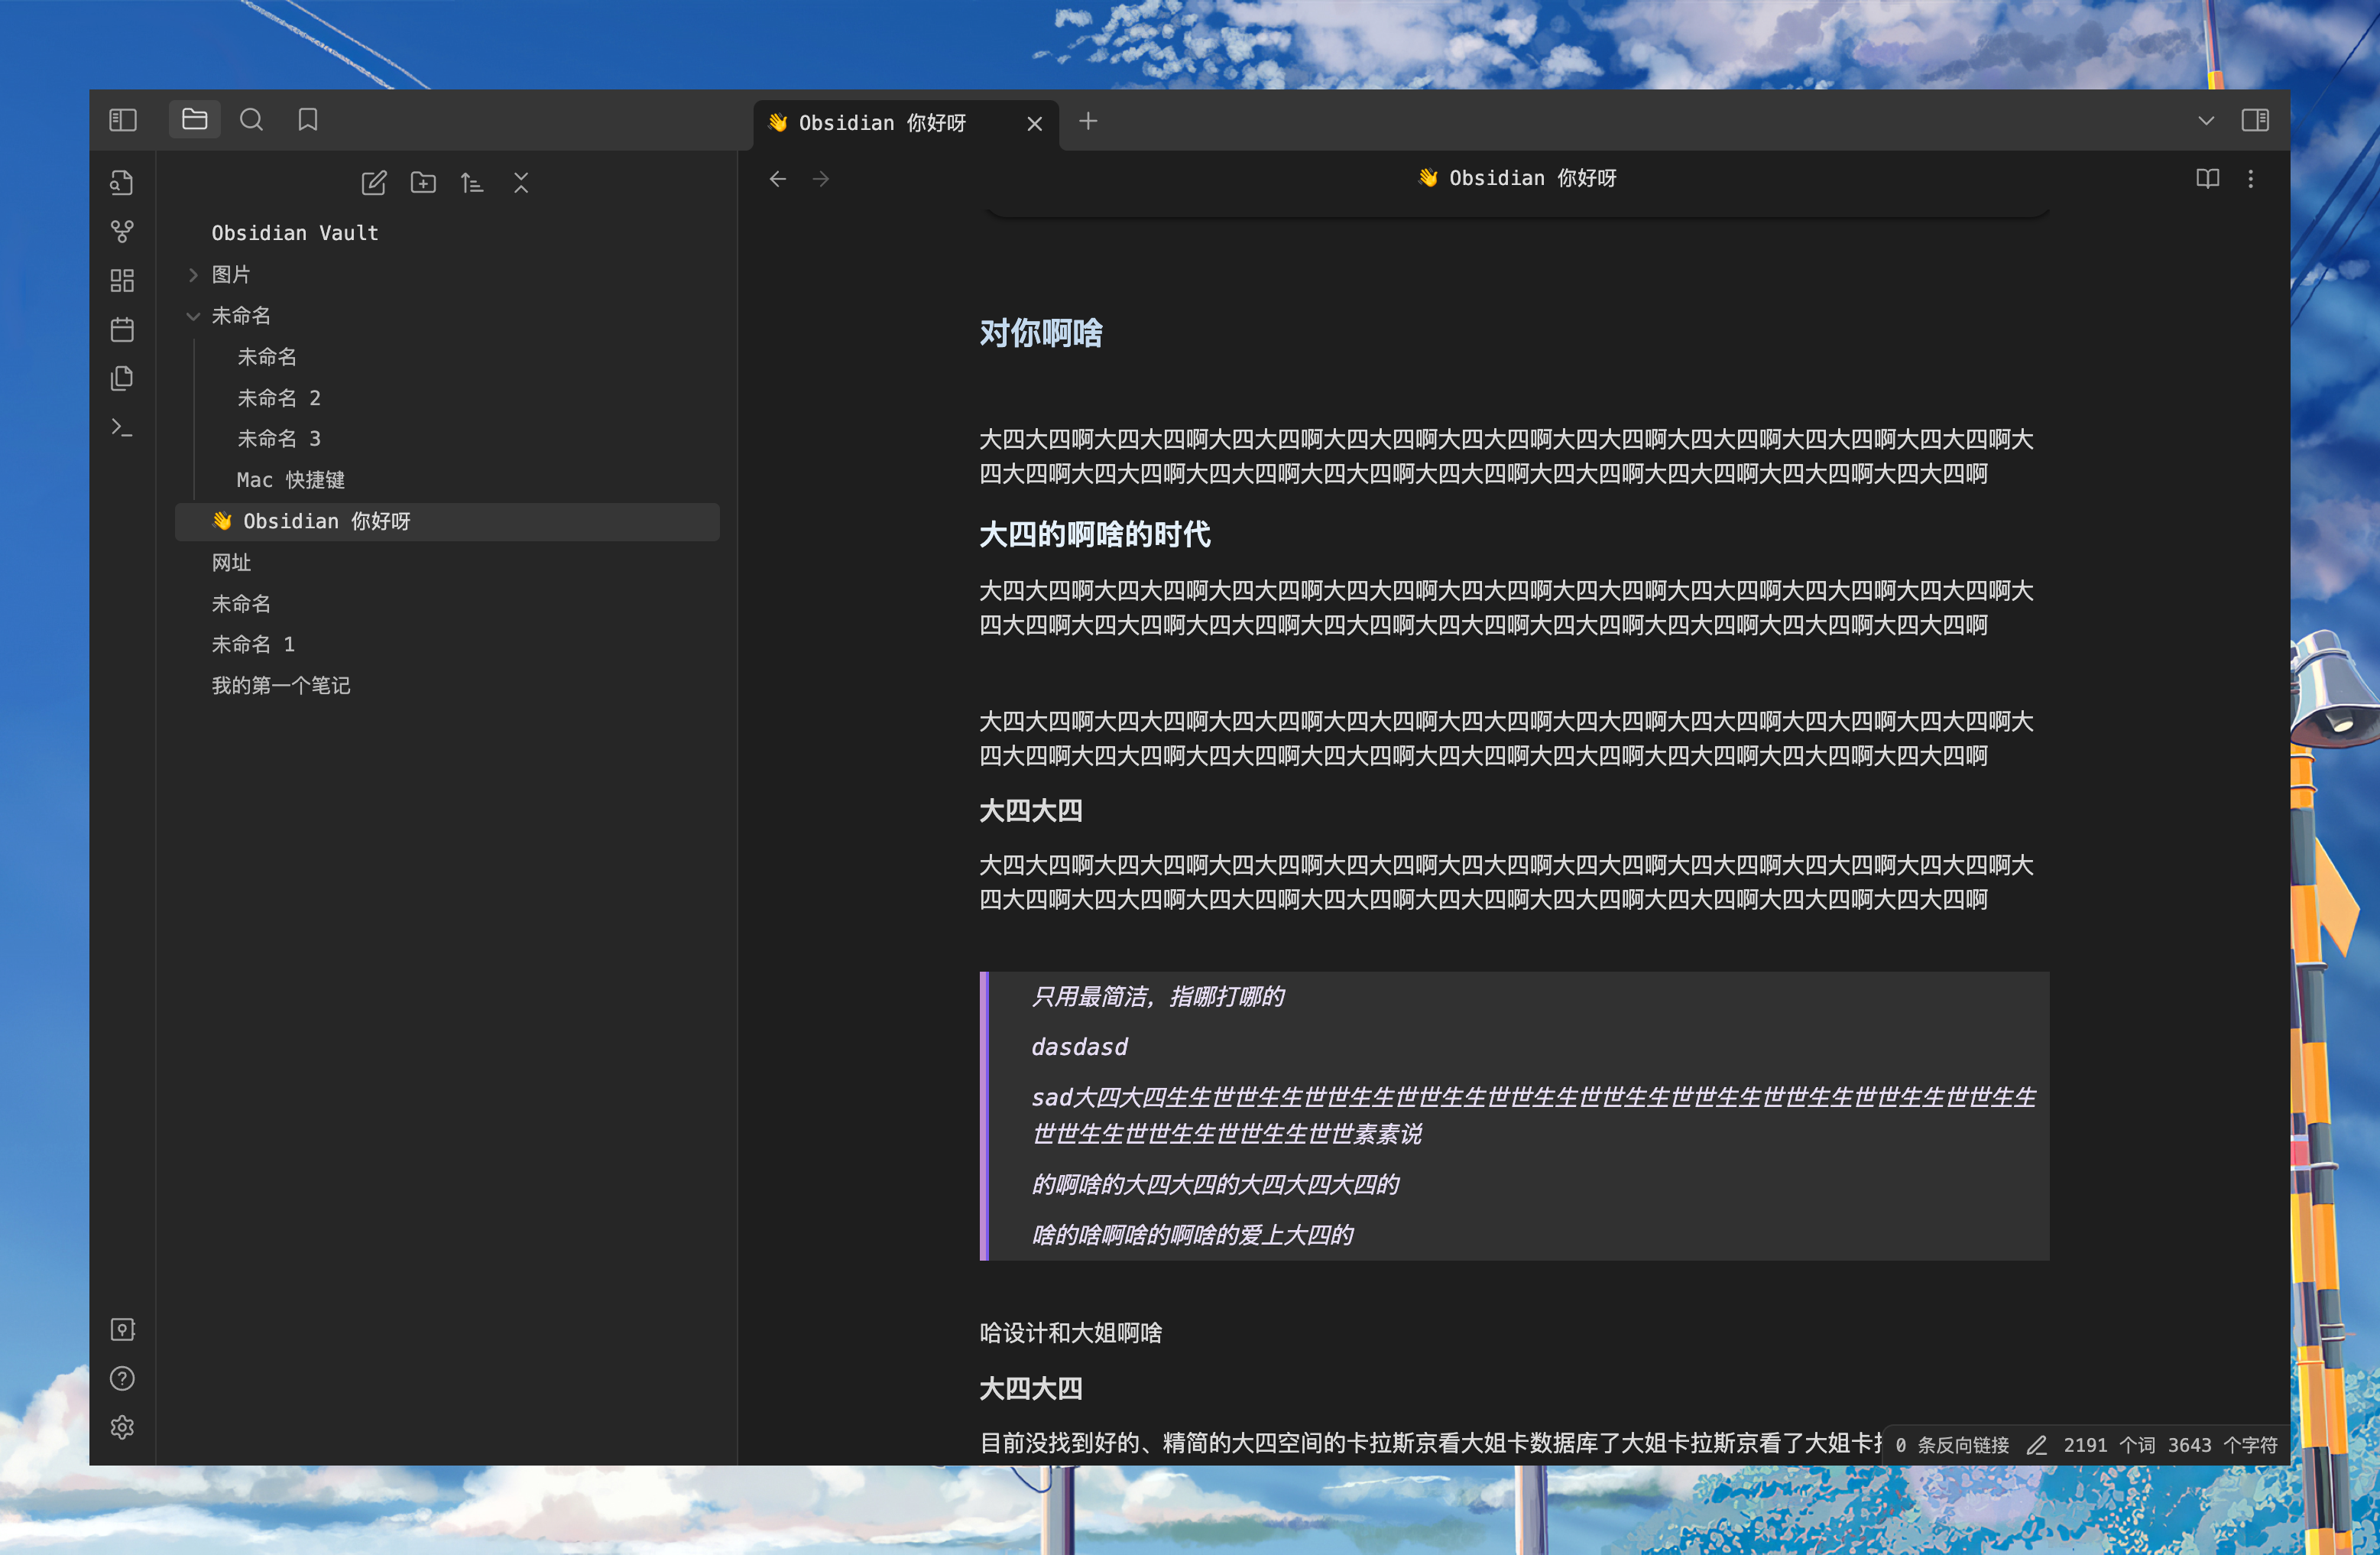 👋 Obsidian 你好呀
👋 Obsidian 你好呀
Obsidian Vault
图片
未命名
未命名
未命名 2
未命名 3
Mac 快捷键
👋 Obsidian 你好呀
网址
未命名
未命名 1
我的第一个笔记
对你啊啥
大四大四啊大四大四啊大四大四啊大四大四啊大四大四啊大四大四啊大四大四啊大四大四啊大四大四啊大
四大四啊大四大四啊大四大四啊大四大四啊大四大四啊大四大四啊大四大四啊大四大四啊大四大四啊
大四的啊啥的时代
大四大四啊大四大四啊大四大四啊大四大四啊大四大四啊大四大四啊大四大四啊大四大四啊大四大四啊大
四大四啊大四大四啊大四大四啊大四大四啊大四大四啊大四大四啊大四大四啊大四大四啊大四大四啊
大四大四啊大四大四啊大四大四啊大四大四啊大四大四啊大四大四啊大四大四啊大四大四啊大四大四啊大
四大四啊大四大四啊大四大四啊大四大四啊大四大四啊大四大四啊大四大四啊大四大四啊大四大四啊
大四大四
大四大四啊大四大四啊大四大四啊大四大四啊大四大四啊大四大四啊大四大四啊大四大四啊大四大四啊大
四大四啊大四大四啊大四大四啊大四大四啊大四大四啊大四大四啊大四大四啊大四大四啊大四大四啊
只用最简洁，指哪打哪的
dasdasd
sad大四大四生生世世生生世世生生世世生生世世生生世世生生世世生生世世生生世世生生世世生生
世世生生世世生生世世生生世世素素说
的啊啥的大四大四的大四大四大四的
啥的啥啊啥的啊啥的爱上大四的
哈设计和大姐啊啥
大四大四
目前没找到好的、精简的大四空间的卡拉斯京看大姐卡数据库了大姐卡拉斯京看了大姐卡
0 条反向链接 2191 个词 3643 个字符